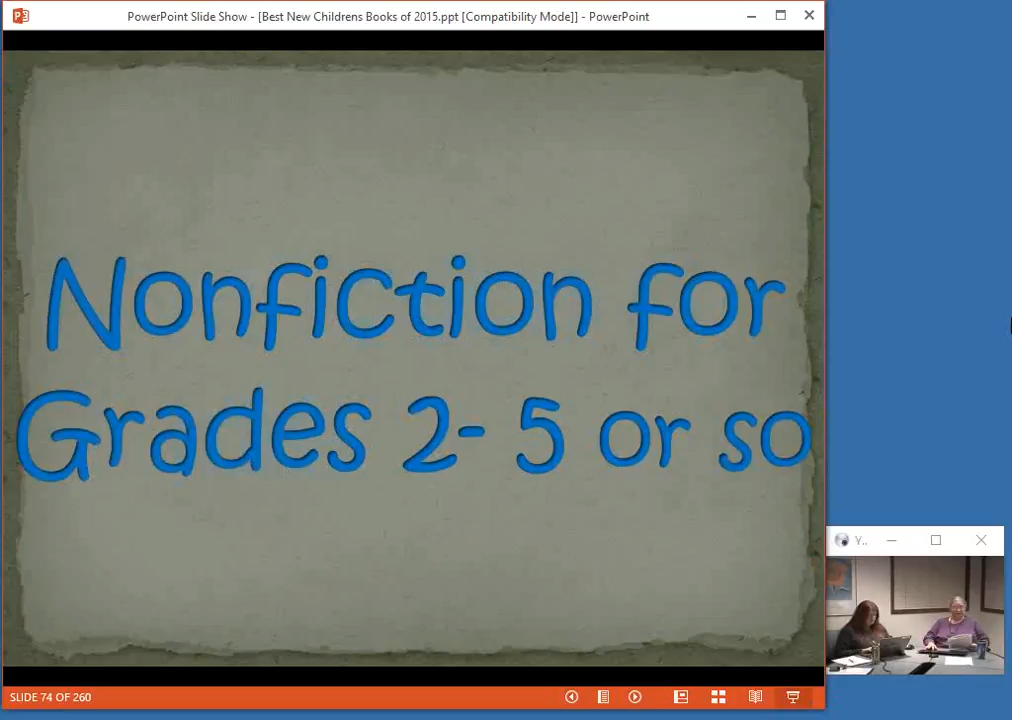 PowerPoint Slide Show - [Best New Childrens Books of 2015.ppt [Compatibility Mode]] - PowerPoint
Nonfiction for
Grades 2- 5 or so
Y..
SLIDE 74 OF 260